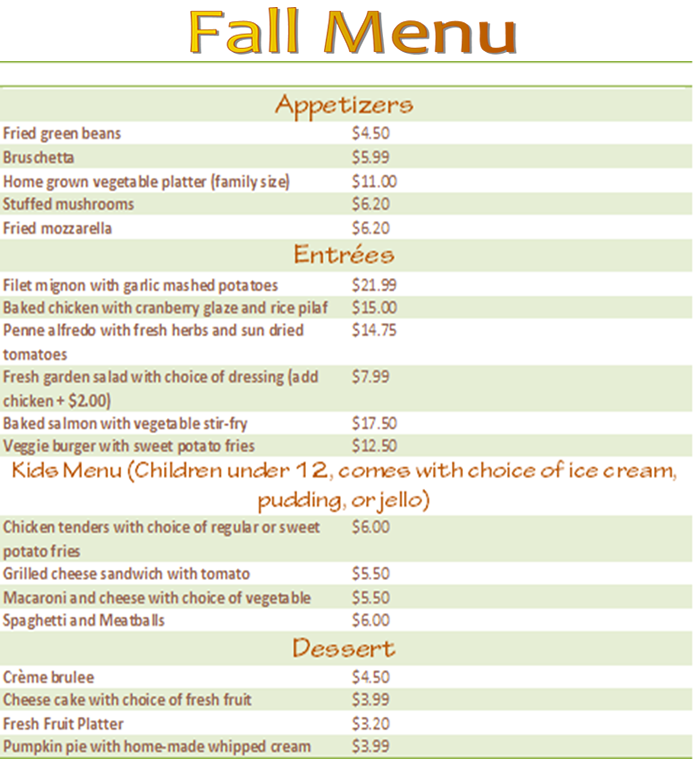 Fall Menu
Appetizers
Fried green beans $4.50
Bruschetta $5.99
Home grown vegetable platter (family size) $11.00
Stuffed mushrooms $6.20
Fried mozzarella $6.20
Entrées
Filet mignon with garlic mashed potatoes $21.99
Baked chicken with cranberry glaze and rice pilaf $15.00
Penne alfredo with fresh herbs and sun dried $14.75
tomatoes
Fresh garden salad with choice of dressing (add $7.99
chicken + $2.00)
Baked salmon with vegetable stir-fry $17.50
Veggie burger with sweet potato fries $12.50
Kids Menu (Children under 12, comes with choice of ice cream,
pudding, or jello)
Chicken tenders with choice of regular or sweet $6.00
potato fries
Grilled cheese sandwich with tomato $5.50
Macaroni and cheese with choice of vegetable $5.50
Spaghetti and Meatballs $6.00
Dessert
Crème brulee $4.50
Cheese cake with choice of fresh fruit $3.99
Fresh Fruit Platter $3.20
Pumpkin pie with home-made whipped cream $3.99